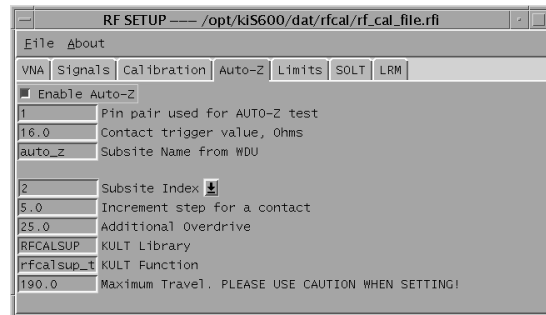 RF SETUP --- /opt/kiS600/dat/rfcal/rf_cal_file.rfi
File About
VNA Signals Calibration Auto-Z Limits SOLT LRM
Enable Auto-Z
1 Pin pair used for AUTO-Z test
16.0 Contact trigger value, Ohms
auto_z Subsite Name from WDU
2 Subsite Index
5.0 Increment step for a contact
25.0 Additional Overdrive
RFCALSUP KULT Library
rfcalsup_t KULT Function
190.0 Maximum Travel. PLEASE USE CAUTION WHEN SETTING!